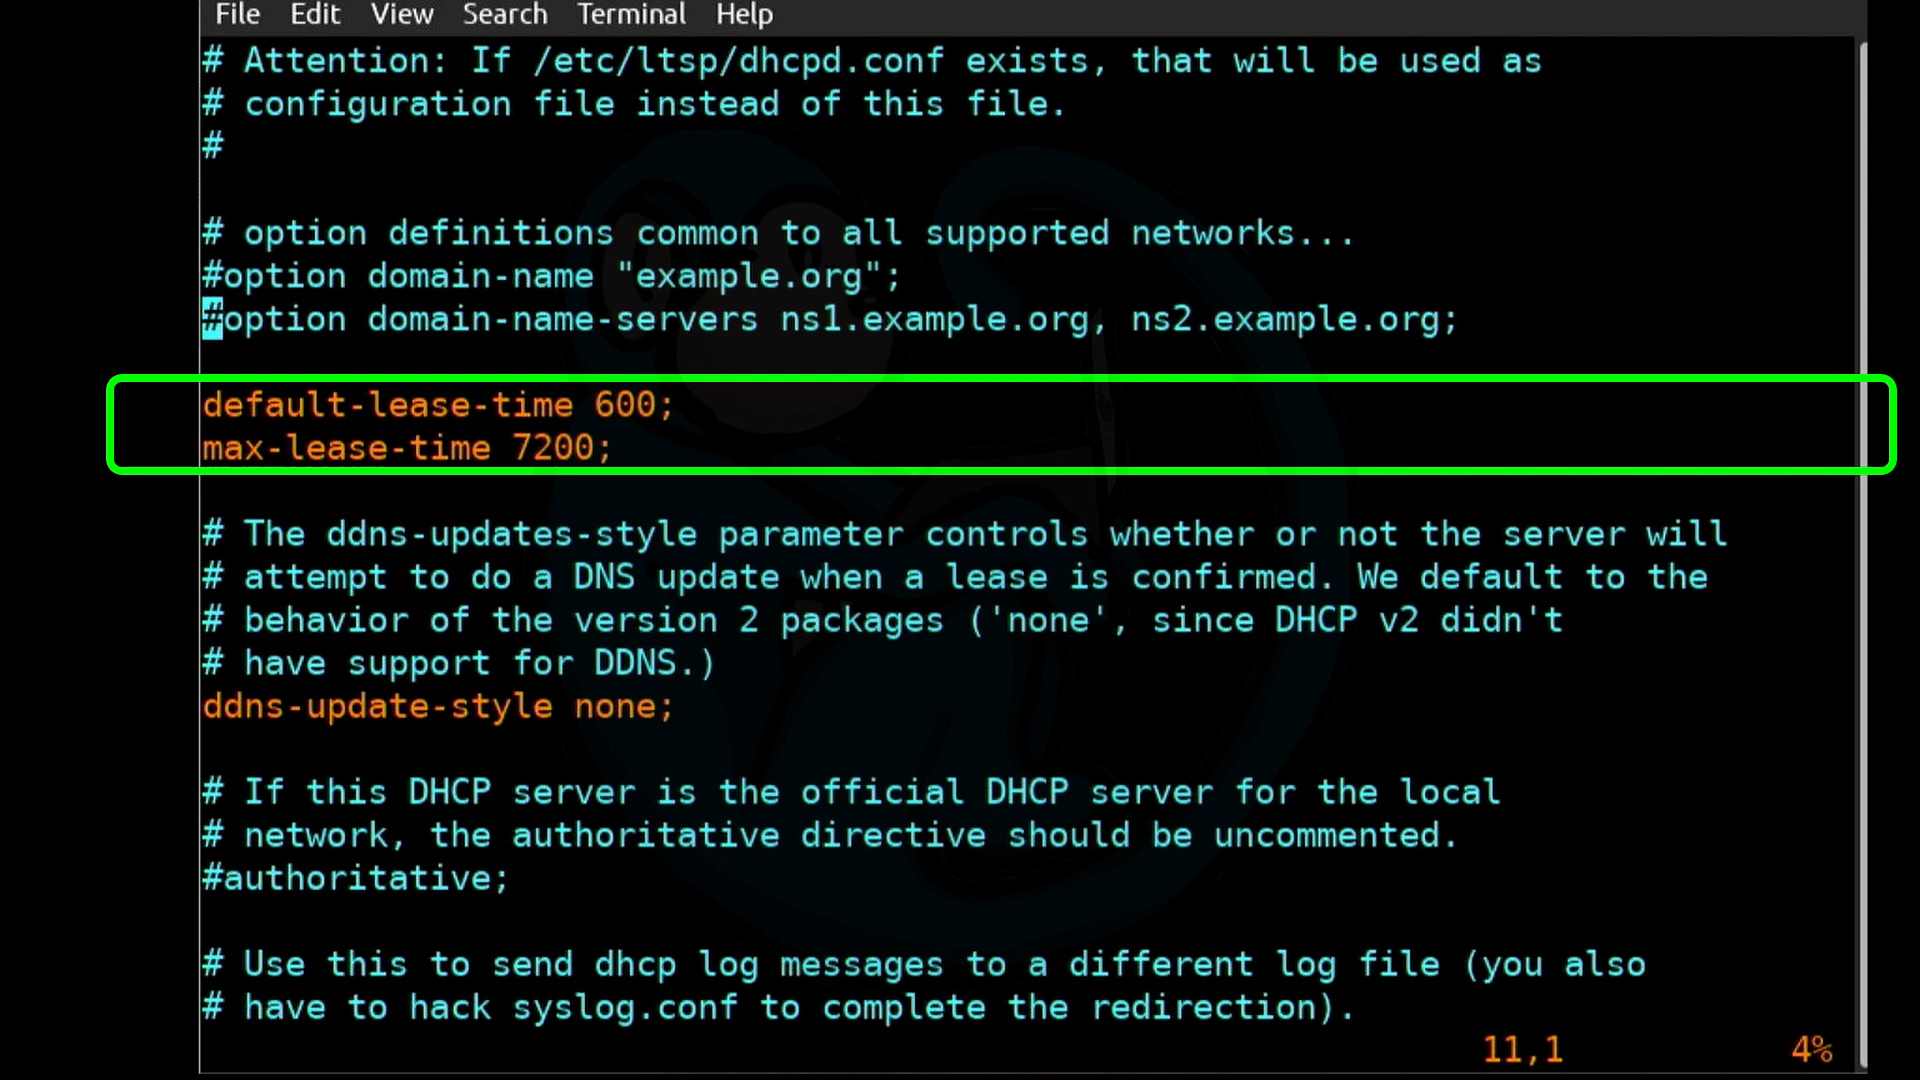 File Edit View Search Terminal Help
# Attention: If /etc/ltsp/dhcpd.conf exists, that will be used as
# configuration file instead of this file.
#
# option definitions common to all supported networks...
#option domain-name "example.org";
#option domain-name-servers ns1.example.org, ns2.example.org;
default-lease-time 600;
max-lease-time 7200;
# The ddns-updates-style parameter controls whether or not the server will
# attempt to do a DNS update when a lease is confirmed. We default to the
# behavior of the version 2 packages ('none', since DHCP v2 didn't
# have support for DDNS.)
ddns-update-style none;
# If this DHCP server is the official DHCP server for the local
# network, the authoritative directive should be uncommented.
#authoritative;
# Use this to send dhcp log messages to a different log file (you also
# have to hack syslog.conf to complete the redirection).
11,1 4%